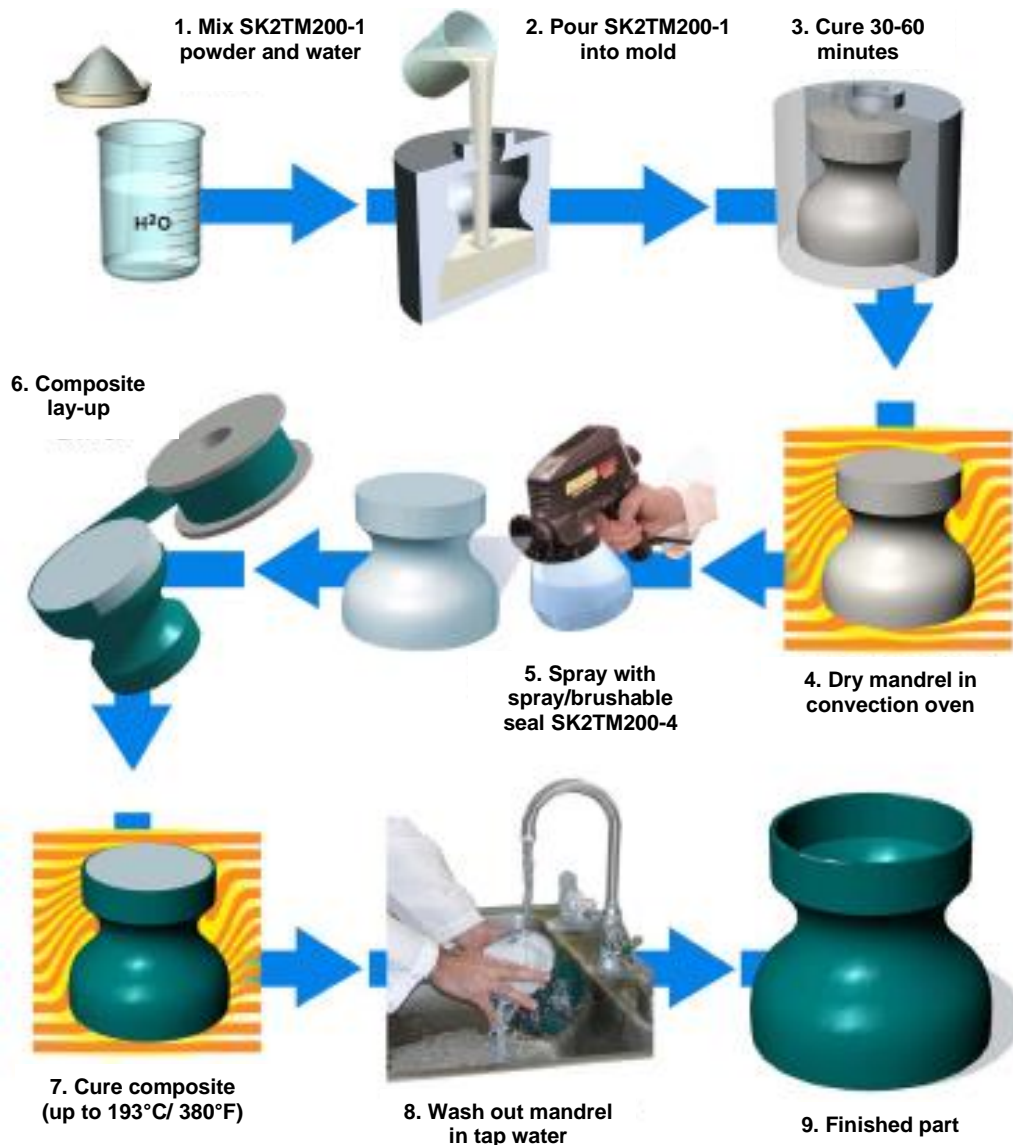 1. Mix SK2TM200-1
powder and water
2. Pour SK2TM200-1
into mold
3. Cure 30-60
minutes
H²O
4. Dry mandrel in
convection oven
5. Spray with
spray/brushable
seal SK2TM200-4
6. Composite
lay-up
7. Cure composite
(up to 193°C/ 380°F)
8. Wash out mandrel
in tap water
9. Finished part